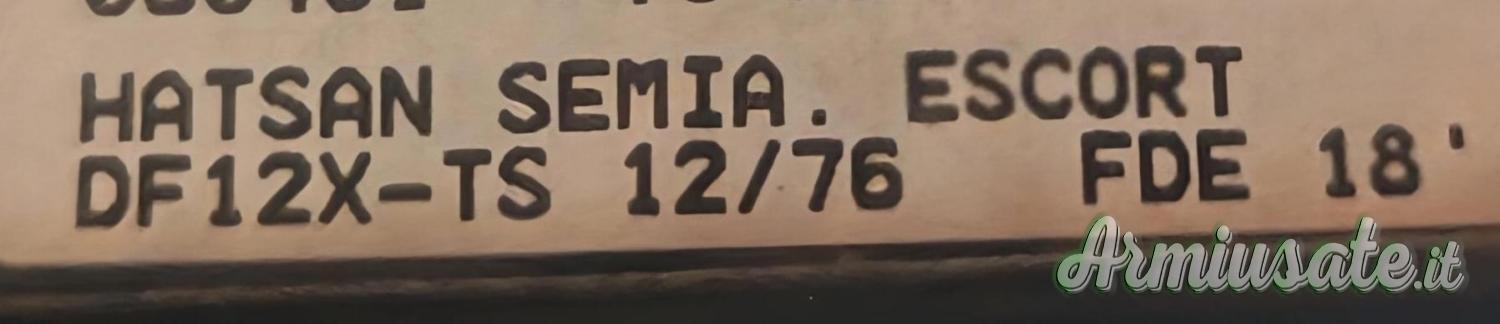 HATSAN SEMIA. ESCORT
DF12X-TS 12/76 FDE 18'
Armiusate.it